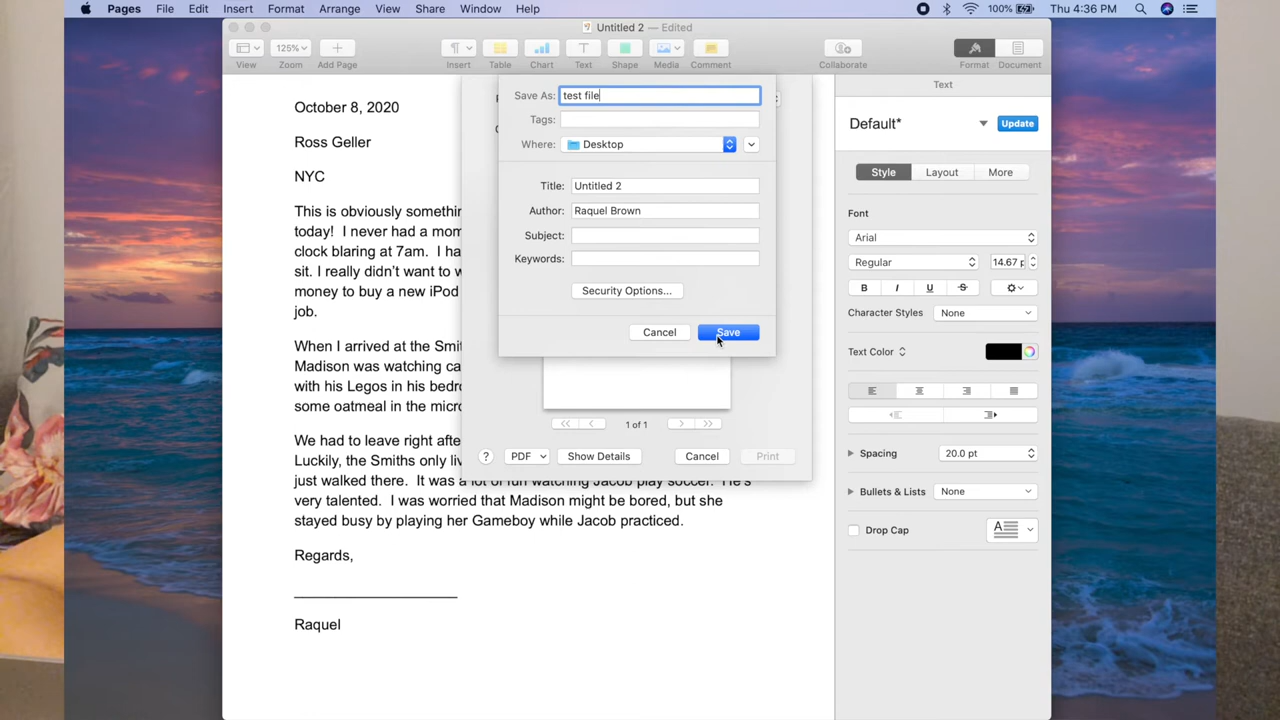 Pages File Edit Insert Format Arrange View Share Window Help 100% Thu 4:36 PM
Untitled 2 — Edited
125%
View Zoom Add Page Insert Table Chart Text Shape Media Comment Collaborate Format Document
October 8, 2020
Ross Geller
NYC
This is obviously somethin
today! I never had a mom
clock blaring at 7am. I ha
sit. I really didn't want to w
money to buy a new iPod
job.
When I arrived at the Smit
Madison was watching ca
with his Legos in his bedr
some oatmeal in the micro
We had to leave right afte
Luckily, the Smiths only liv
just walked there. It was a lot of fun watching Jacob play soccer. He's
very talented. I was worried that Madison might be bored, but she
stayed busy by playing her Gameboy while Jacob practiced.
Regards,
Raquel
Save As: test file
Tags:
Where: Desktop
Title: Untitled 2
Author: Raquel Brown
Subject:
Keywords:
Security Options...
Cancel Save
1 of 1
? PDF Show Details Cancel Print
Text
Default* Update
Style Layout More
Font
Arial
Regular 14.67 p
B I U S
Character Styles None
Text Color
Spacing 20.0 pt
Bullets & Lists None
Drop Cap A